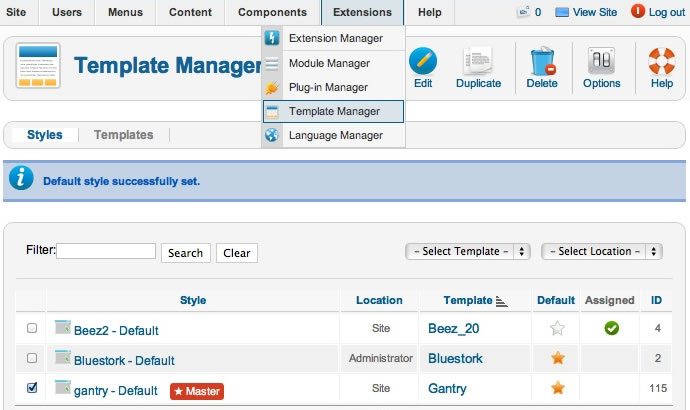 Site Users Menus Content Components Extensions Help 0 View Site Log out
Extension Manager
Module Manager
Plug-in Manager
Template Manager
Language Manager
Template Manager
Edit Duplicate Delete Options Help
Styles Templates
Default style successfully set.
Filter: Search Clear - Select Template - - Select Location -
Style Location Template Default Assigned ID
Beez2 - Default Site Beez_20 4
Bluestork - Default Administrator Bluestork 2
gantry - Default Master Site Gantry 115